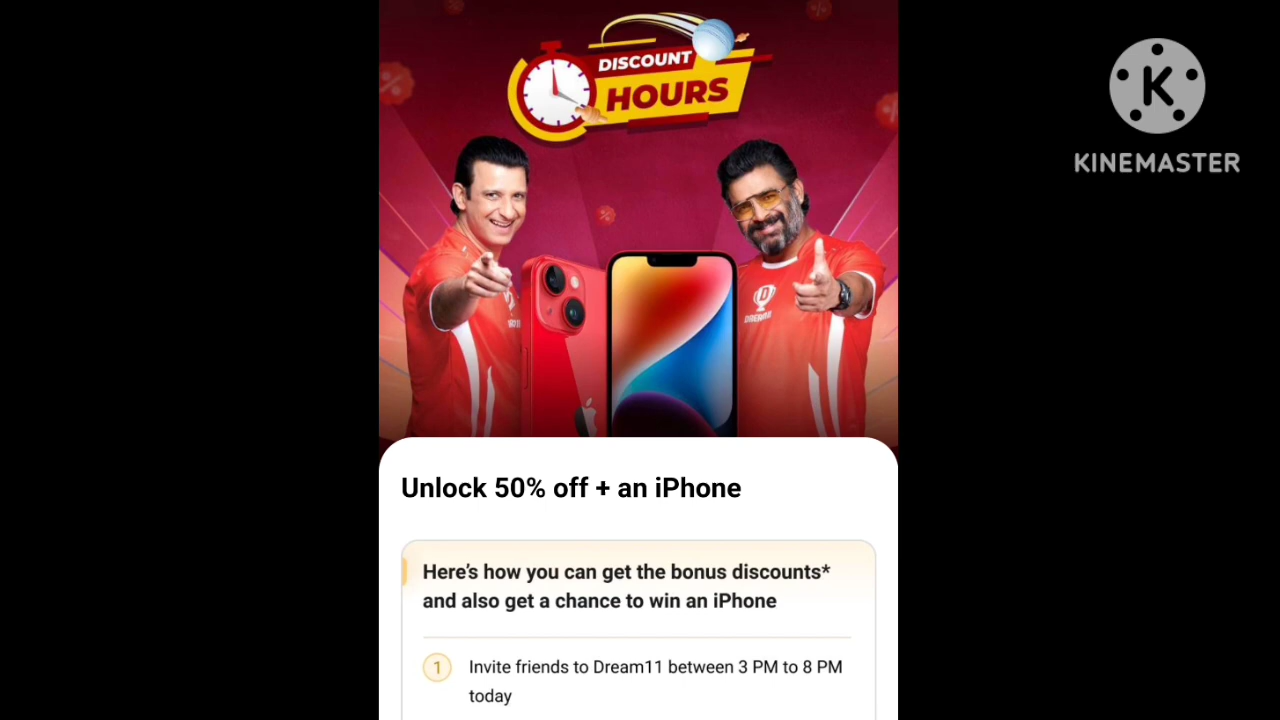 DISCOUNT
HOURS
KINEMASTER
DREAM11
Unlock 50% off + an iPhone
Here's how you can get the bonus discounts*
and also get a chance to win an iPhone
1 Invite friends to Dream11 between 3 PM to 8 PM
today